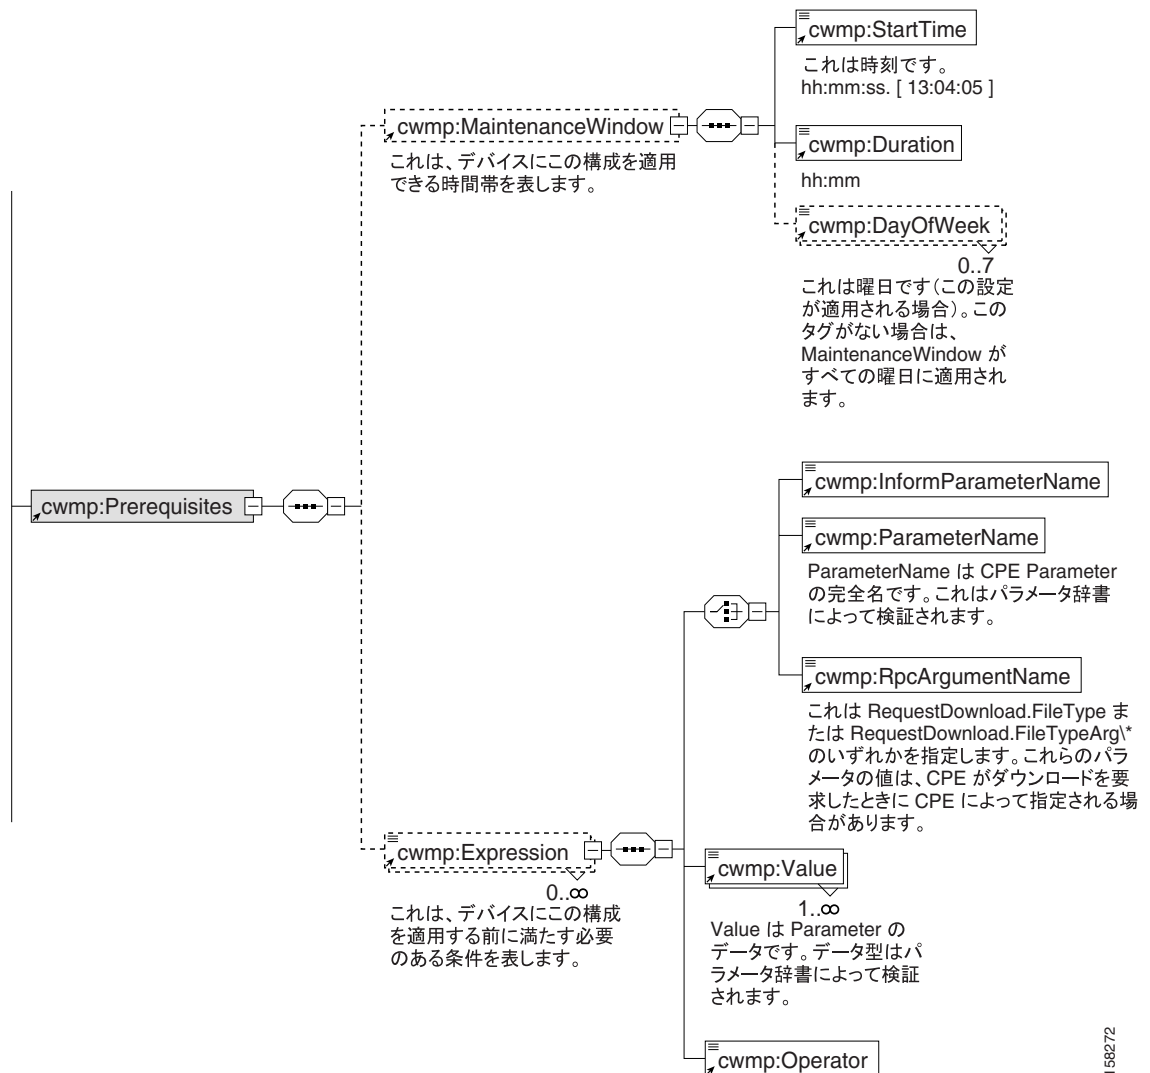 cwmp:StartTime
これは時刻です。
hh:mm:ss. [ 13:04:05 ]
cwmp:MaintenanceWindow
これは、デバイスにこの構成を適用
できる時間帯を表します。
cwmp:Duration
hh:mm
cwmp:DayOfWeek
0..7
これは曜日です（この設定
が適用される場合）。この
タグがない場合は、
MaintenanceWindow が
すべての曜日に適用され
ます。
cwmp:Prerequisites
cwmp:InformParameterName
cwmp:ParameterName
ParameterName は CPE Parameter
の完全名です。これはパラメータ辞書
によって検証されます。
cwmp:RpcArgumentName
これは RequestDownload.FileType ま
たは RequestDownload.FileTypeArg\*
のいずれかを指定します。これらのパラ
メータの値は、CPE がダウンロードを要
求したときに CPE によって指定される場
合があります。
cwmp:Expression
0..∞
これは、デバイスにこの構成
を適用する前に満たす必要
のある条件を表します。
cwmp:Value
1..∞
Value は Parameter の
データです。データ型はパ
ラメータ辞書によって検証
されます。
cwmp:Operator
158272